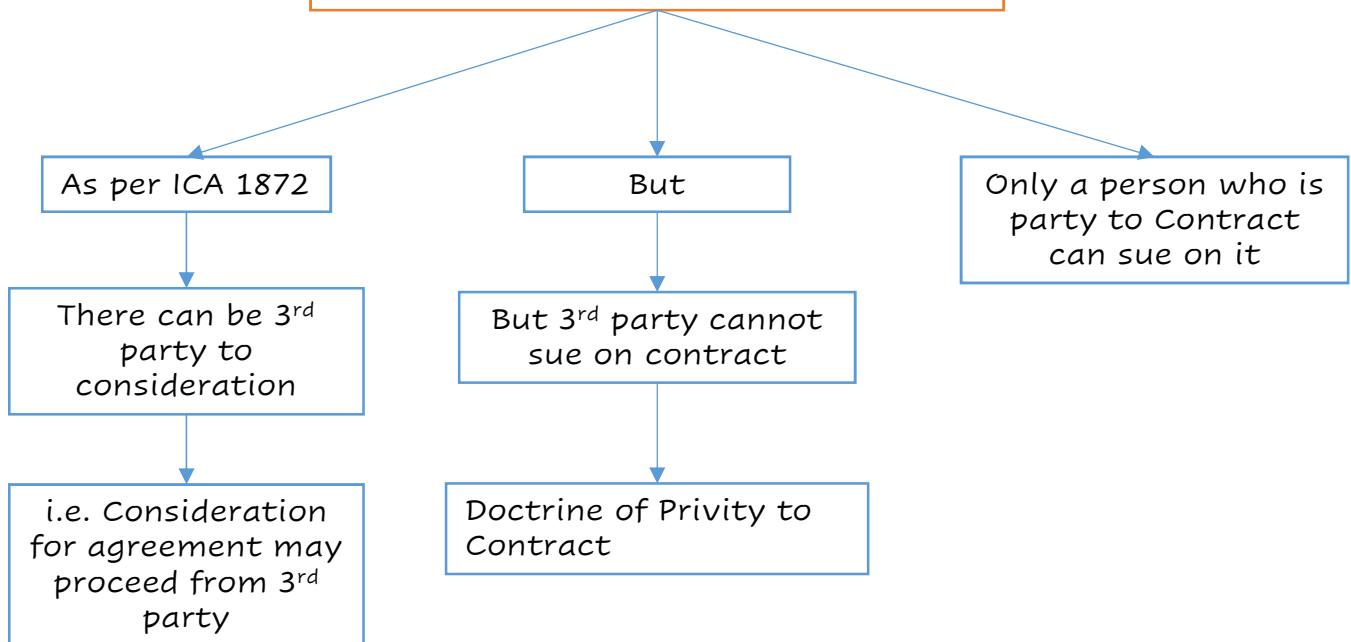 As per ICA 1872
There can be 3rd
party to
consideration
i.e. Consideration
for agreement may
proceed from 3rd
party
But
But 3rd party cannot
sue on contract
Doctrine of Privity to
Contract
Only a person who is
party to Contract
can sue on it